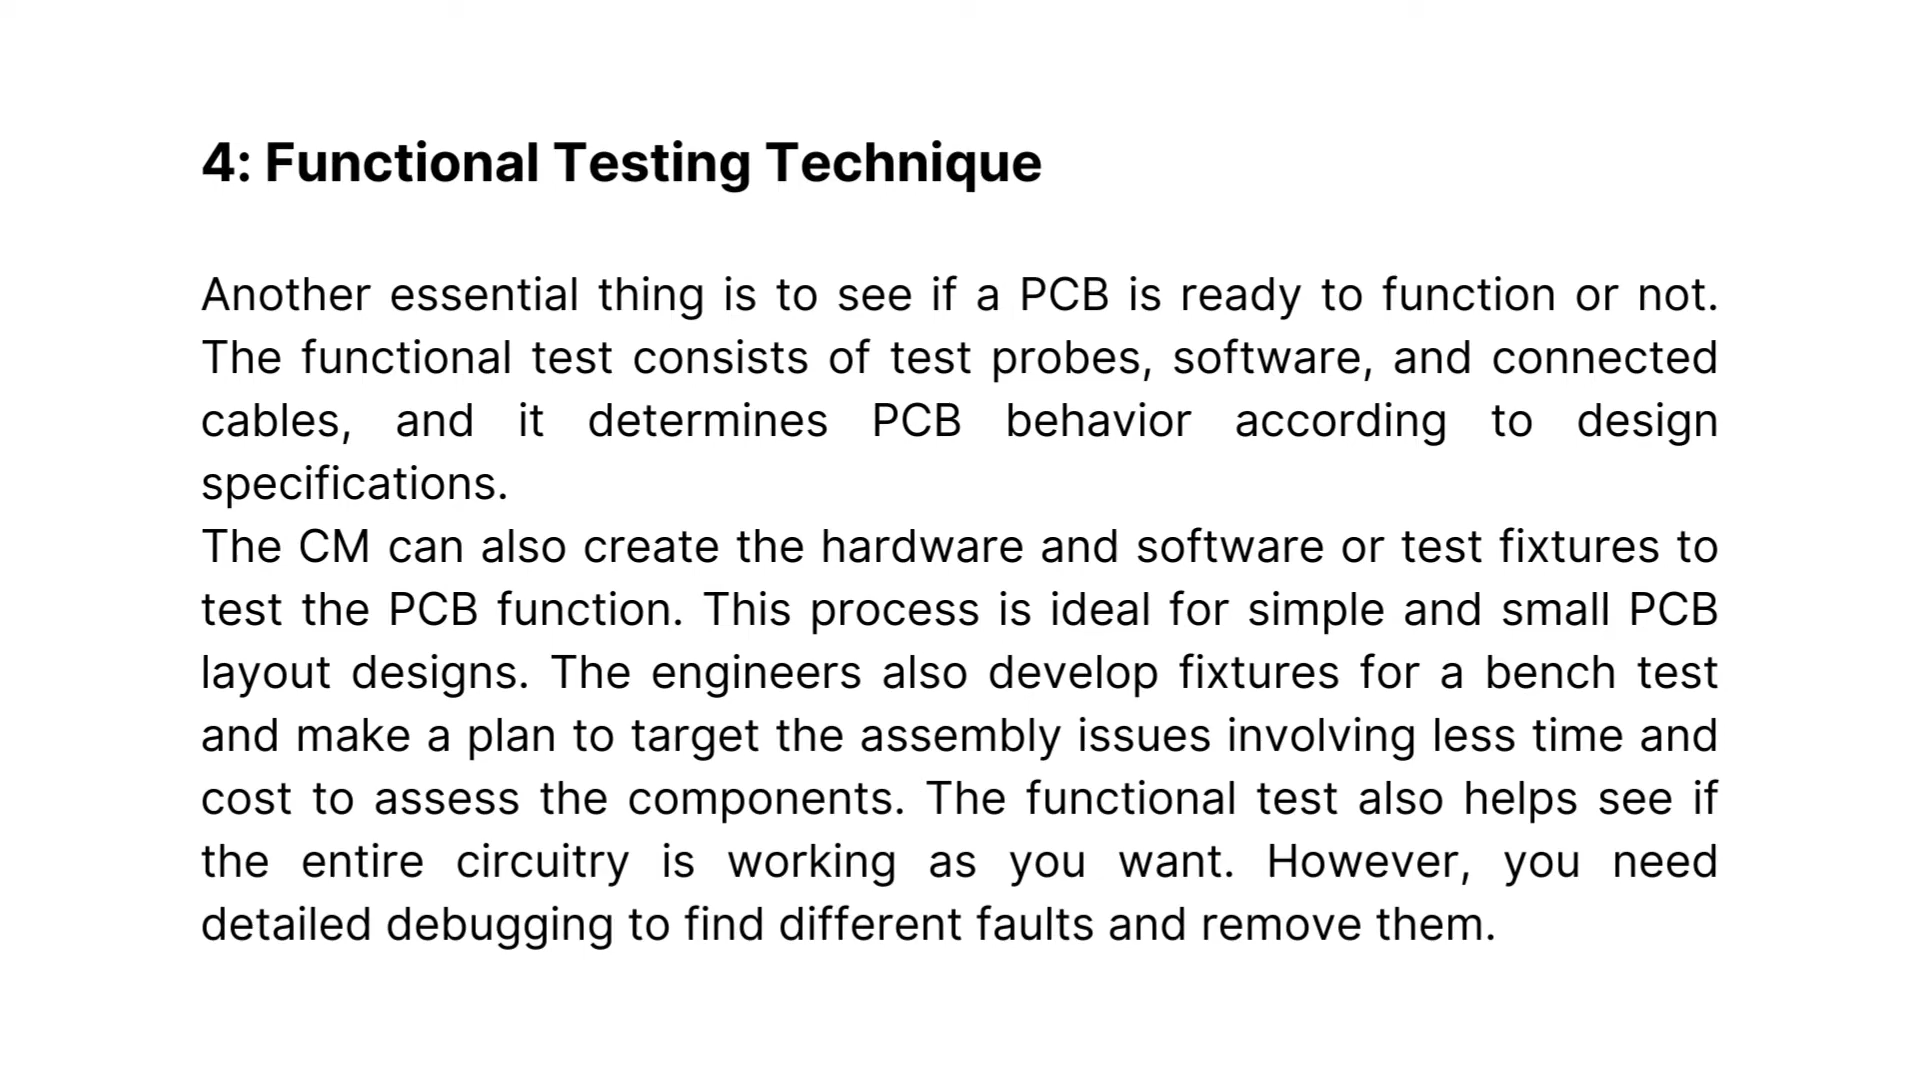 4: Functional Testing Technique
Another essential thing is to see if a PCB is ready to function or not.
The functional test consists of test probes, software, and connected
cables, and it determines PCB behavior according to design
specifications.
The CM can also create the hardware and software or test fixtures to
test the PCB function. This process is ideal for simple and small PCB
layout designs. The engineers also develop fixtures for a bench test
and make a plan to target the assembly issues involving less time and
cost to assess the components. The functional test also helps see if
the entire circuitry is working as you want. However, you need
detailed debugging to find different faults and remove them.